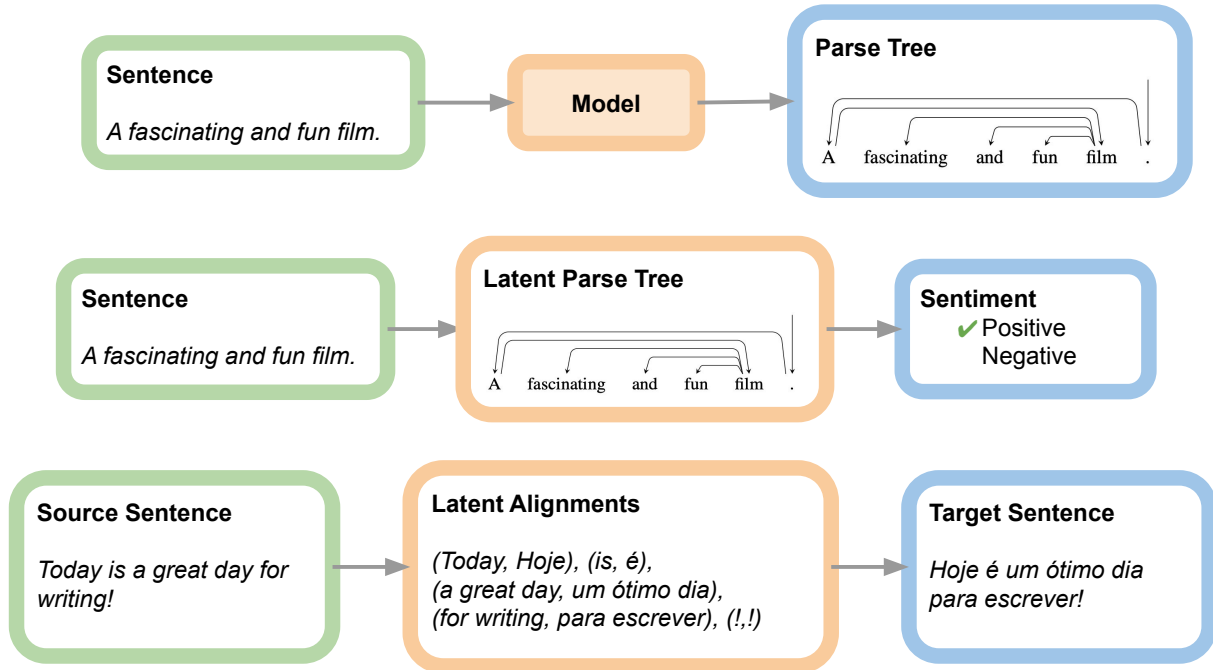 Sentence
A fascinating and fun film.
Model
Parse Tree
A fascinating and fun film .
Sentence
A fascinating and fun film.
Latent Parse Tree
A fascinating and fun film .
Sentiment
✔ Positive
Negative
Source Sentence
Today is a great day for
writing!
Latent Alignments
(Today, Hoje), (is, é),
(a great day, um ótimo dia),
(for writing, para escrever), (!,!)
Target Sentence
Hoje é um ótimo dia
para escrever!